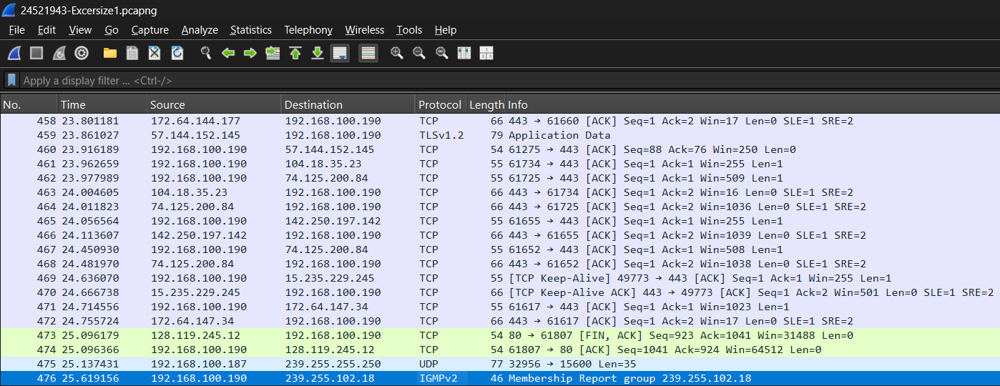 24521943-Excersize1.pcapng
File Edit View Go Capture Analyze Statistics Telephony Wireless Tools Help
Apply a display filter ... <Ctrl-/>
No. Time Source Destination Protocol Length Info
458 23.801181 172.64.144.177 192.168.100.190 TCP 66 443 → 61660 [ACK] Seq=1 Ack=2 Win=17 Len=0 SLE=1 SRE=2
459 23.861027 57.144.152.145 192.168.100.190 TLSv1.2 79 Application Data
460 23.916189 192.168.100.190 57.144.152.145 TCP 54 61275 → 443 [ACK] Seq=88 Ack=76 Win=250 Len=0
461 23.962659 192.168.100.190 104.18.35.23 TCP 55 61734 → 443 [ACK] Seq=1 Ack=1 Win=255 Len=1
462 23.977989 192.168.100.190 74.125.200.84 TCP 55 61725 → 443 [ACK] Seq=1 Ack=1 Win=509 Len=1
463 24.004605 104.18.35.23 192.168.100.190 TCP 66 443 → 61734 [ACK] Seq=1 Ack=2 Win=16 Len=0 SLE=1 SRE=2
464 24.011823 74.125.200.84 192.168.100.190 TCP 66 443 → 61725 [ACK] Seq=1 Ack=2 Win=1036 Len=0 SLE=1 SRE=2
465 24.056564 192.168.100.190 142.250.197.142 TCP 55 61655 → 443 [ACK] Seq=1 Ack=1 Win=255 Len=1
466 24.113607 142.250.197.142 192.168.100.190 TCP 66 443 → 61655 [ACK] Seq=1 Ack=2 Win=1039 Len=0 SLE=1 SRE=2
467 24.450930 192.168.100.190 74.125.200.84 TCP 55 61652 → 443 [ACK] Seq=1 Ack=1 Win=508 Len=1
468 24.481970 74.125.200.84 192.168.100.190 TCP 66 443 → 61652 [ACK] Seq=1 Ack=2 Win=1038 Len=0 SLE=1 SRE=2
469 24.636070 192.168.100.190 15.235.229.245 TCP 55 [TCP Keep-Alive] 49773 → 443 [ACK] Seq=1 Ack=1 Win=255 Len=1
470 24.666738 15.235.229.245 192.168.100.190 TCP 66 [TCP Keep-Alive ACK] 443 → 49773 [ACK] Seq=1 Ack=2 Win=501 Len=0 SLE=1 SRE=2
471 24.714556 192.168.100.190 172.64.147.34 TCP 55 61617 → 443 [ACK] Seq=1 Ack=1 Win=1023 Len=1
472 24.755724 172.64.147.34 192.168.100.190 TCP 66 443 → 61617 [ACK] Seq=1 Ack=2 Win=17 Len=0 SLE=1 SRE=2
473 25.096179 128.119.245.12 192.168.100.190 TCP 54 80 → 61807 [FIN, ACK] Seq=923 Ack=1041 Win=31488 Len=0
474 25.096366 192.168.100.190 128.119.245.12 TCP 54 61807 → 80 [ACK] Seq=1041 Ack=924 Win=64512 Len=0
475 25.137431 192.168.100.187 239.255.255.250 UDP 77 32956 → 15600 Len=35
476 25.619156 192.168.100.190 239.255.102.18 IGMPv2 46 Membership Report group 239.255.102.18